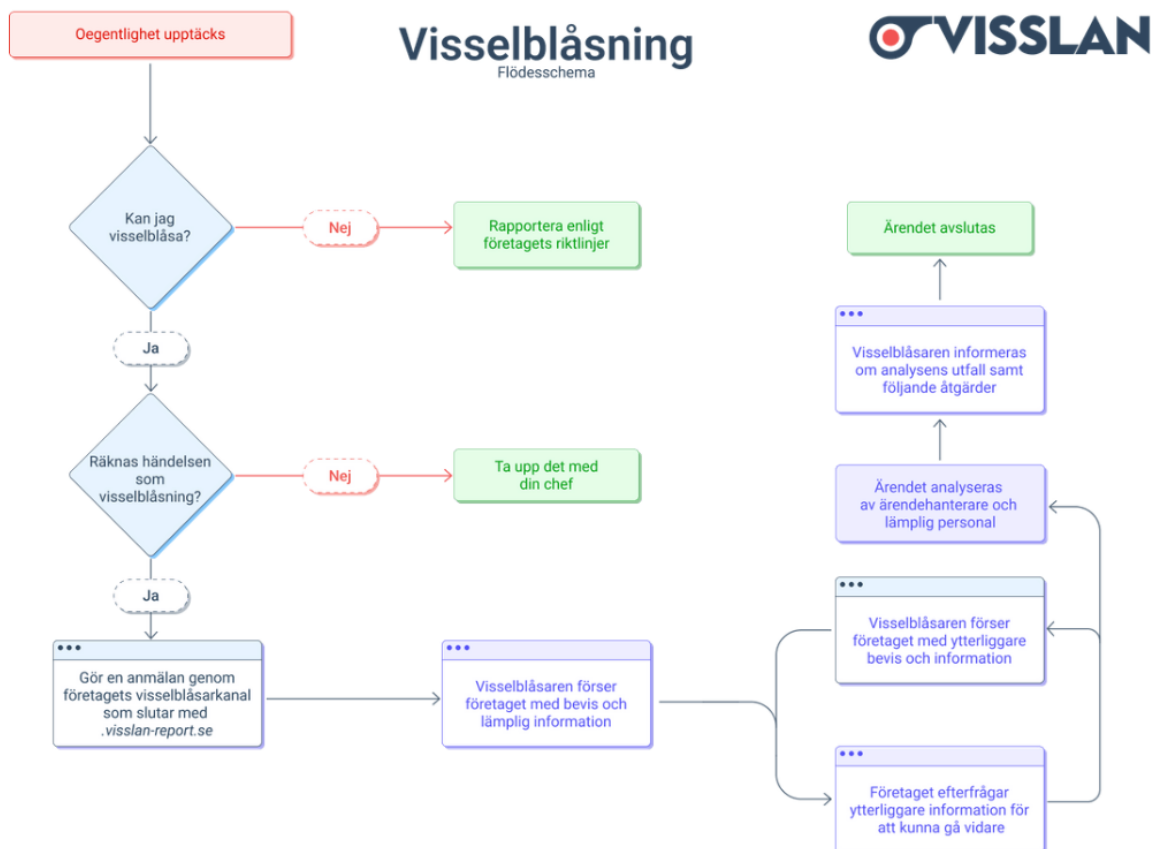 Oegentlighet upptäcks
Visselblåsning
Flödesschema
VISSLAN
Kan jag
visselblåsa?
Nej
Rapportera enligt
företagets riktlinjer
Ärendet avslutas
Ja
Visselblåsaren informeras
om analysens utfall samt
följande åtgärder
Räknas händelsen
som
visselblåsning?
Nej
Ta upp det med
din chef
Ärendet analyseras
av ärendehanterare och
lämplig personal
Ja
Visselblåsaren förser
företaget med ytterliggare
bevis och information
Gör en anmälan genom
företagets visselblåsarkanal
som slutar med
.visslan-report.se
Visselblåsaren förser
företaget med bevis och
lämplig information
Företaget efterfrågar
ytterliggare information för
att kunna gå vidare